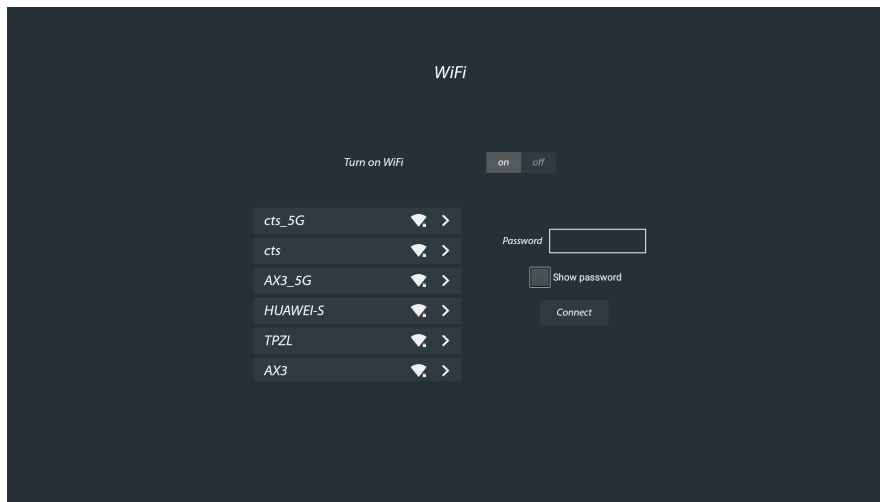 WiFi
Turn on WiFi on off
cts_5G
cts
AX3_5G
HUAWEI-S
TPZL
AX3
Password
Show password
Connect